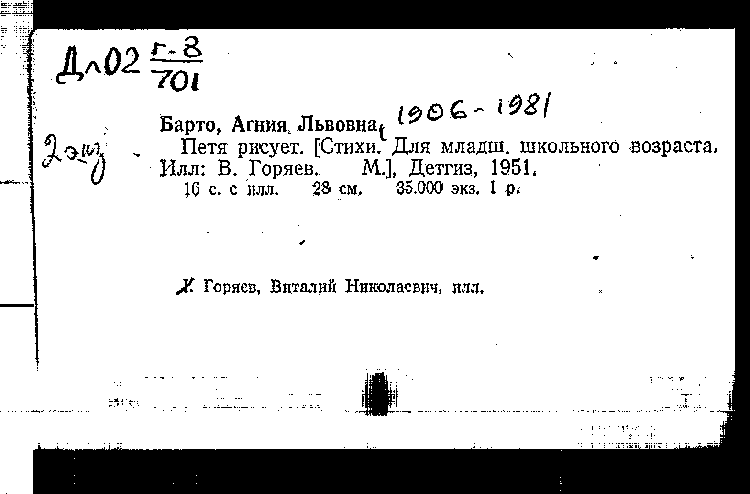 Дл02 г-8
701
Барто, Агния Львовна, 1906-1981
2 экз
Петя рисует. [Стихи. Для младш. школьного возраста.
Илл: В. Горяев. М.], Детгиз, 1951.
16 с. с илл. 28 см. 35.000 экз. 1 р.
Горяев, Виталий Николаевич, илл.